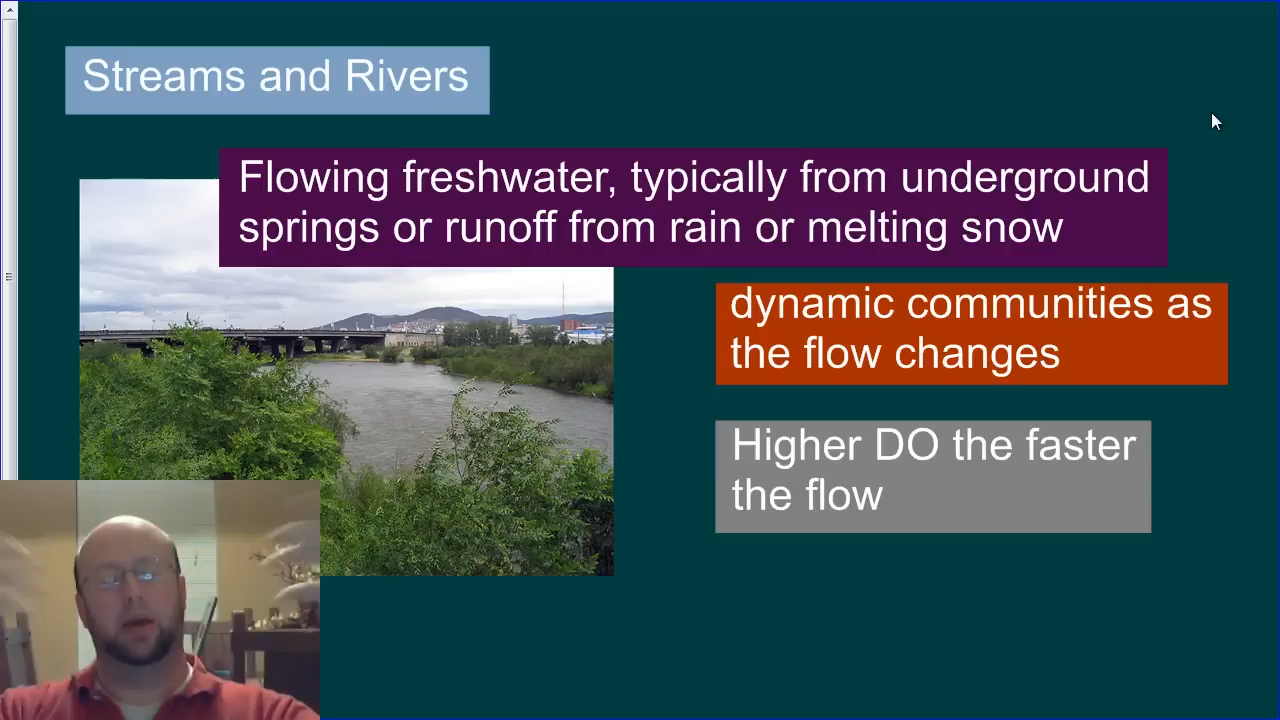 Streams and Rivers
Flowing freshwater, typically from underground
springs or runoff from rain or melting snow
dynamic communities as
the flow changes
Higher DO the faster
the flow